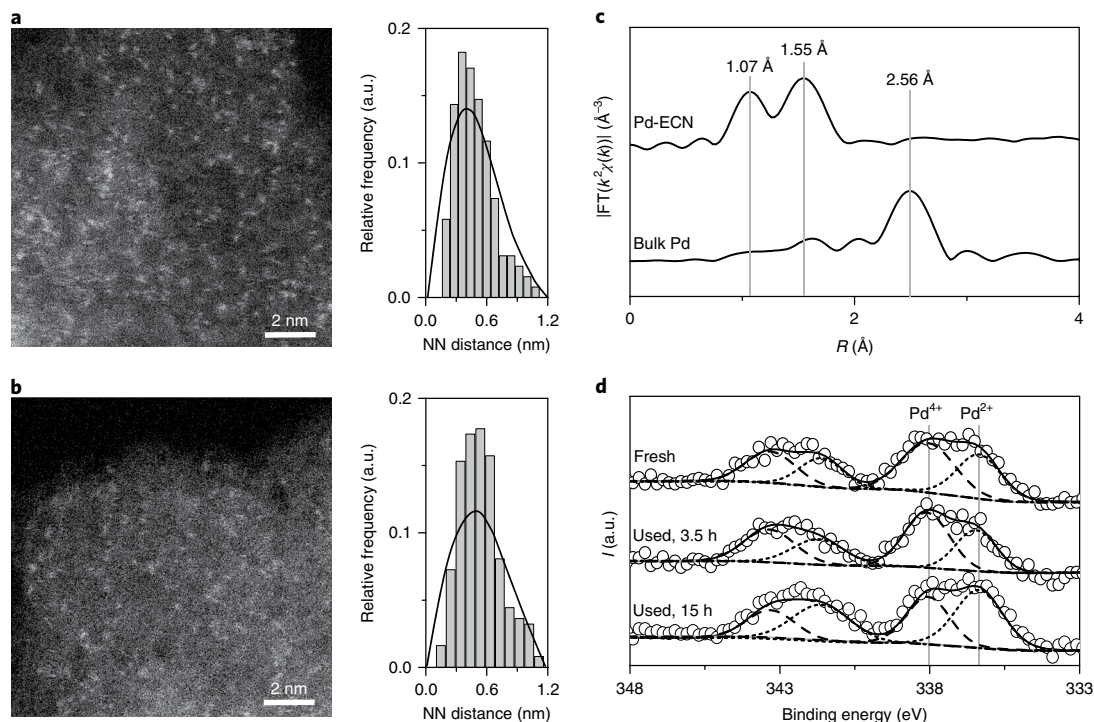 a
2 nm
0.2
0.1
0.0
Relative frequency (a.u.)
0.0 0.6 1.2
NN distance (nm)
b
2 nm
0.2
0.1
0.0
Relative frequency (a.u.)
0.0 0.6 1.2
NN distance (nm)
c
1.07 Å
1.55 Å
2.56 Å
Pd-ECN
Bulk Pd
|FT(k²χ(k))| (Å⁻³)
0 2 4
R (Å)
d
Pd⁴⁺ Pd²⁺
Fresh
Used, 3.5 h
Used, 15 h
I (a.u.)
348 343 338 333
Binding energy (eV)